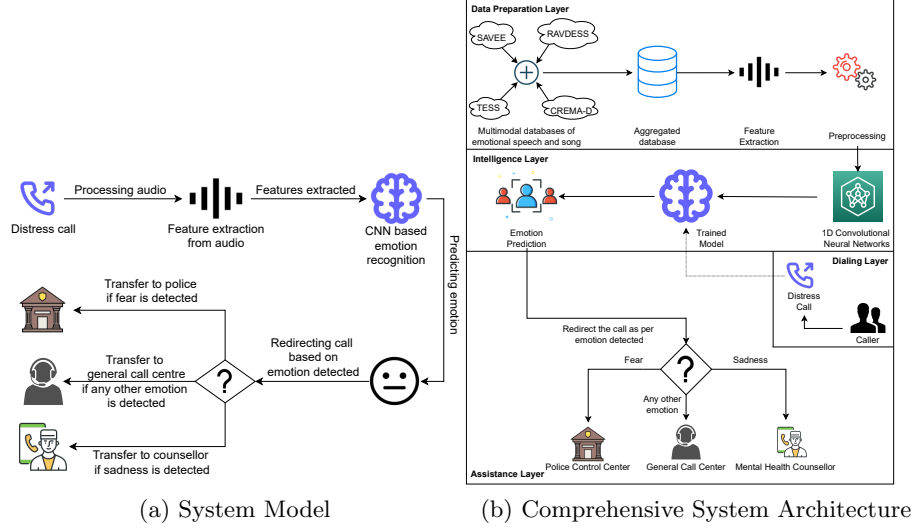 Distress call
Processing audio
Feature extraction
from audio
Features extracted
CNN based
emotion
recognition
Predicting emotion
Redirecting call
based on
emotion detected
?
Transfer to police
if fear is detected
Transfer to
general call centre
if any other emotion
is detected
Transfer to counsellor
if sadness is detected
(a) System Model
Data Preparation Layer
SAVEE
RAVDESS
TESS
CREMA-D
Multimodal databases of
emotional speech and song
Aggregated
database
Feature
Extraction
Preprocessing
Intelligence Layer
Emotion
Prediction
Trained
Model
1D Convolutional
Neural Networks
Dialing Layer
Distress
Call
Caller
Redirect the call as per
emotion detected
Fear
?
Sadness
Any other
emotion
Police Control Center
General Call Center
Mental Health Counsellor
Assistance Layer
(b) Comprehensive System Architecture